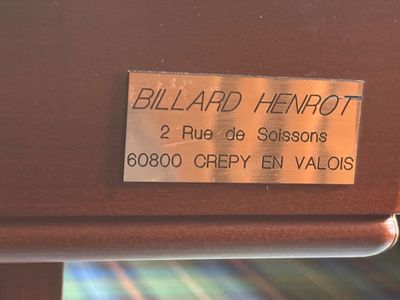 BILLARD HENROT
2 Rue de Soissons
60800 CREPY EN VALOIS